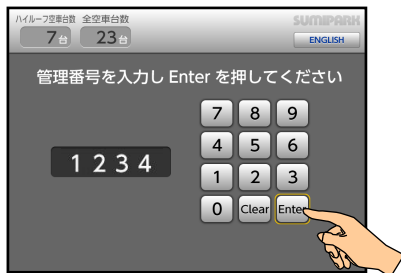 ハイルーフ空車台数 全空車台数
7台 23台
SUMIPARK
ENGLISH
管理番号を入力し Enter を押してください
1234
7 8 9
4 5 6
1 2 3
0 Clear Enter